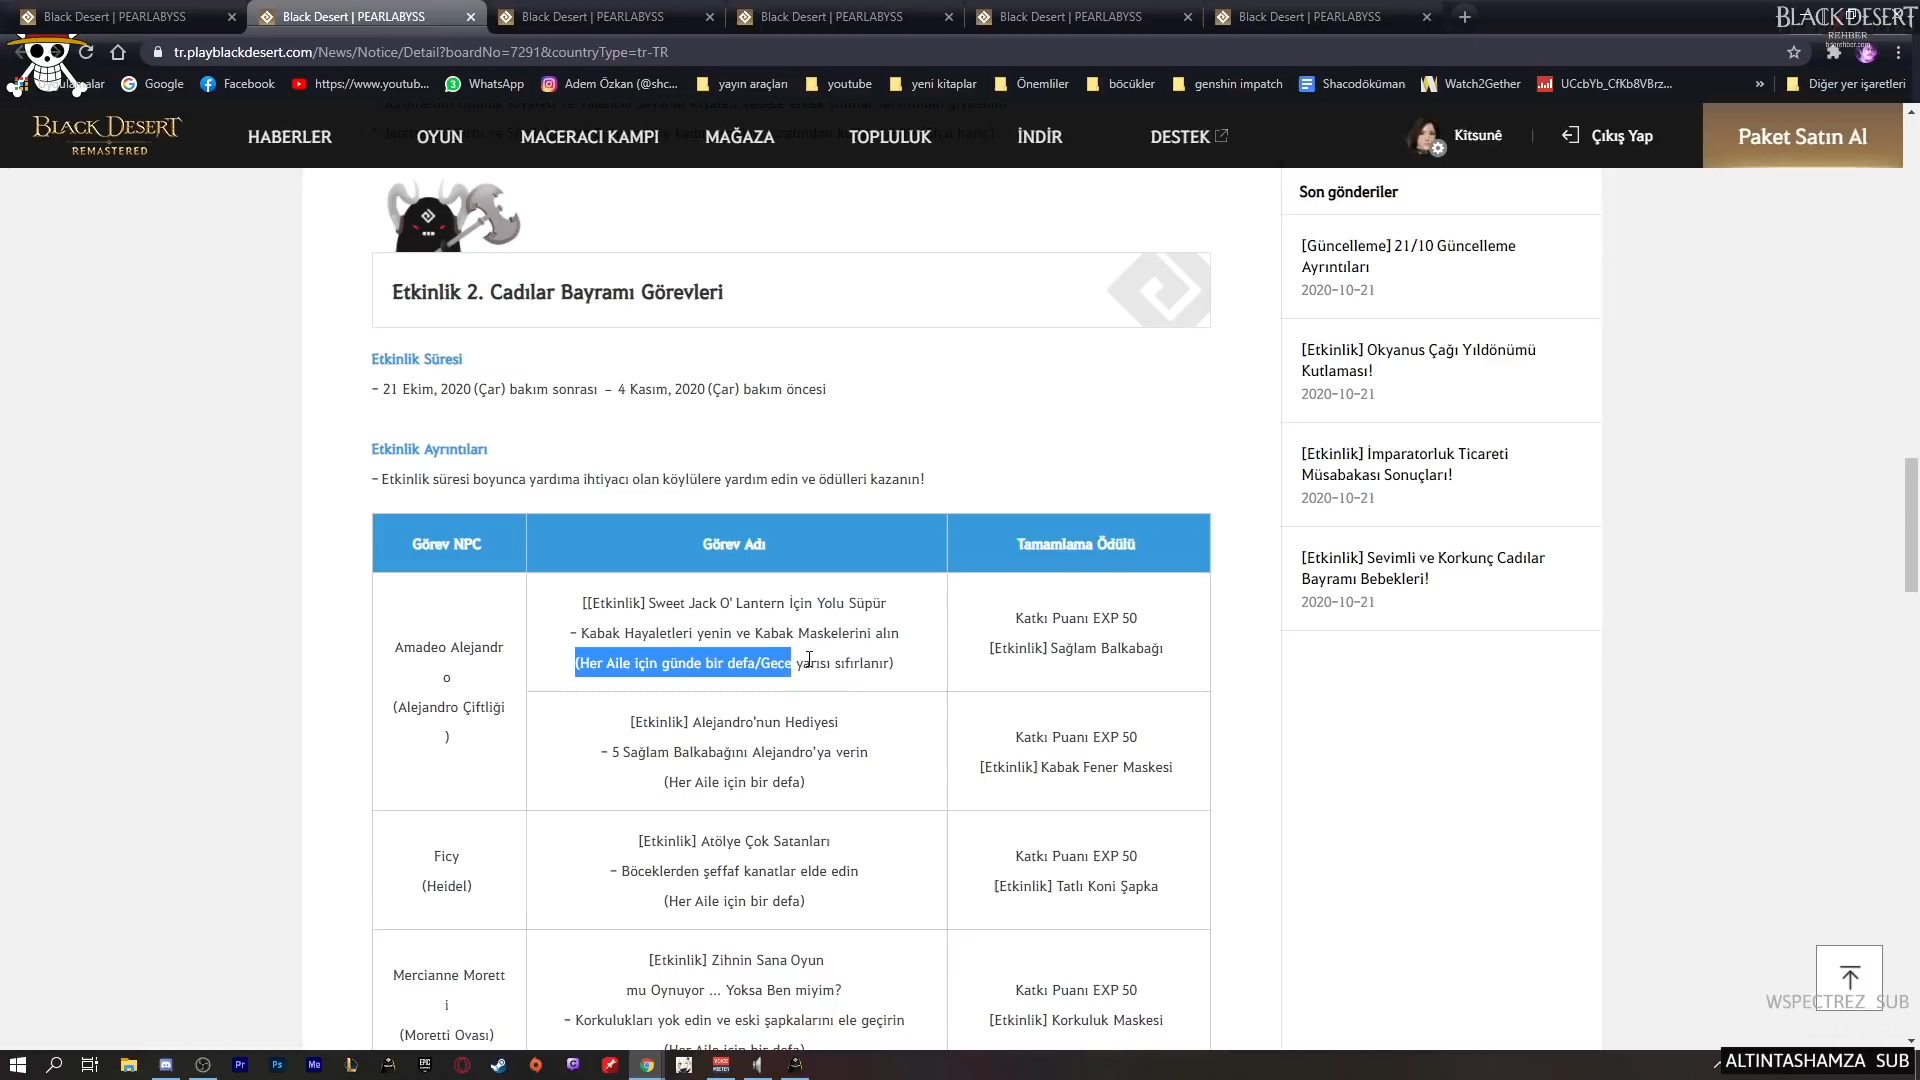 Black Desert | PEARLABYSS
Black Desert | PEARLABYSS
Black Desert | PEARLABYSS
Black Desert | PEARLABYSS
Black Desert | PEARLABYSS
Black Desert | PEARLABYSS
BLACK DESERT
REHBER
tr.playblackdesert.com/News/Notice/Detail?boardNo=7291&countryType=tr-TR
Google
Facebook
https://www.youtub...
WhatsApp
Adem Özkan (@shc...
yayın araçları
youtube
yeni kitaplar
Önemliler
böcükler
genshin impatch
Shacodöküman
Watch2Gether
UCcbYb_CfKb8VBrz...
»
Diğer yer işaretleri
BLACK DESERT
REMASTERED
HABERLER
OYUN
MACERACI KAMPI
MAĞAZA
TOPLULUK
İNDİR
DESTEK
Kitsunē
Çıkış Yap
Paket Satın Al
Etkinlik 2. Cadılar Bayramı Görevleri
Etkinlik Süresi
- 21 Ekim, 2020 (Çar) bakım sonrası – 4 Kasım, 2020 (Çar) bakım öncesi
Etkinlik Ayrıntıları
- Etkinlik süresi boyunca yardıma ihtiyacı olan köylülere yardım edin ve ödülleri kazanın!
Görev NPC
Görev Adı
Tamamlama Ödülü
Amadeo Alejandr
o
(Alejandro Çiftliği
)
[[Etkinlik] Sweet Jack O' Lantern İçin Yolu Süpür
- Kabak Hayaletleri yenin ve Kabak Maskelerini alın
(Her Aile için günde bir defa/Gece yarısı sıfırlanır)
Katkı Puanı EXP 50
[Etkinlik] Sağlam Balkabağı
[Etkinlik] Alejandro'nun Hediyesi
- 5 Sağlam Balkabağını Alejandro'ya verin
(Her Aile için bir defa)
Katkı Puanı EXP 50
[Etkinlik] Kabak Fener Maskesi
Ficy
(Heidel)
[Etkinlik] Atölye Çok Satanları
- Böceklerden şeffaf kanatlar elde edin
(Her Aile için bir defa)
Katkı Puanı EXP 50
[Etkinlik] Tatlı Koni Şapka
Mercianne Morett
i
(Moretti Ovası)
[Etkinlik] Zihnin Sana Oyun
mu Oynuyor ... Yoksa Ben miyim?
- Korkulukları yok edin ve eski şapkalarını ele geçirin
(Her Aile için bir defa)
Katkı Puanı EXP 50
[Etkinlik] Korkuluk Maskesi
Son gönderiler
[Güncelleme] 21/10 Güncelleme
Ayrıntıları
2020-10-21
[Etkinlik] Okyanus Çağı Yıldönümü
Kutlaması!
2020-10-21
[Etkinlik] İmparatorluk Ticareti
Müsabakası Sonuçları!
2020-10-21
[Etkinlik] Sevimli ve Korkunç Cadılar
Bayramı Bebekleri!
2020-10-21
WSPECTREZ_SUB
ALTINTASHAMZA SUB